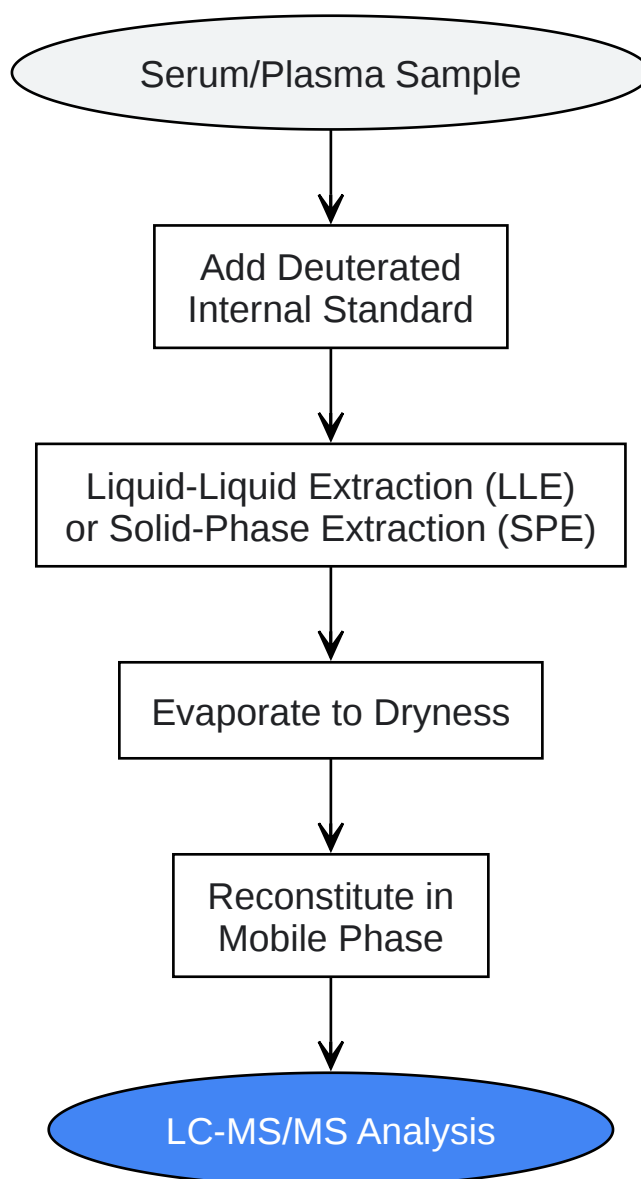 Serum/Plasma Sample
Add Deuterated
Internal Standard
Liquid-Liquid Extraction (LLE)
or Solid-Phase Extraction (SPE)
Evaporate to Dryness
Reconstitute in
Mobile Phase
LC-MS/MS Analysis